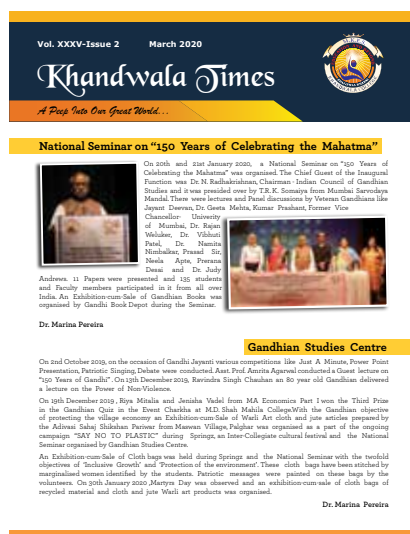 Vol. XXXV-Issue 2 March 2020
Khandwala Times
A Peep Into Our Great World...
National Seminar on "150 Years of Celebrating the Mahatma"
On 20th and 21st January 2020, a National Seminar on "150 Years of
Celebrating the Mahatma" was organised. The Chief Guest of the Inaugural
Function was Dr. N. Radhakrishnan, Chairman - Indian Council of Gandhian
Studies and it was presided over by T.R.K. Somaiya from Mumbai Sarvodaya
Mandal. There were lectures and Panel discussions by Veteran Gandhians like
Jayant Deevan, Dr. Geeta Mehta, Kumar Prashant, Former Vice
Chancellor- Univerity
of Mumbai, Dr. Rajan
Weluker, Dr. Vibhuti
Patel, Dr. Namita
Nimbalkar, Prasad Sir,
Neela Apte, Prerana
Desai and Dr. Judy
Andrews. 11 Papers were presented and 135 students
and Faculty members participated in it from all over
India. An Exhibition-cum-Sale of Gandhian Books was
organised by Gandhi Book Depot during the Seminar.
Dr. Marina Pereira
Gandhian Studies Centre
On 2nd October 2019, on the occasion of Gandhi Jayanti various competitions like Just A Minute, Power Point
Presentation, Patriotic Singing, Debate were conducted. Asst. Prof. Amrita Agarwal conducted a Guest lecture on
"150 years of Gandhi". On 13th December 2019, Ravindra Singh Chauhan an 80 year old Gandhian delivered
a lecture on the Power of Non-Violence.
On 19th December 2019, Riya Mitalia and Jenisha Vadel from MA Economics Part I won the Third Prize
in the Gandhian Quiz in the Event Charkha at M.D. Shah Mahila College.With the Gandhian objective
of protecting the village economy an Exhibition-cum-Sale of Warli Art cloth and jute articles prepared by
the Adivasi Sahaj Shikshan Pariwar from Maswan Village, Palghar was organised as a part of the ongoing
campaign "SAY NO TO PLASTIC" during Springz, an Inter-Collegiate cultural festival and the National
Seminar organised by Gandhian Studies Centre.
An Exhibition-cum-Sale of Cloth bags was held during Springz and the National Seminar with the twofold
objectives of 'Inclusive Growth' and 'Protection of the environment'. These cloth bags have been stitched by
marginalised women identified by the students. Patriotic messages were painted on these bags by the
volunteers. On 30th January 2020 ,Martyrs Day was observed and an exhibition-cum-sale of cloth bags of
recycled material and cloth and jute Warli art products was organised.
Dr. Marina Pereira